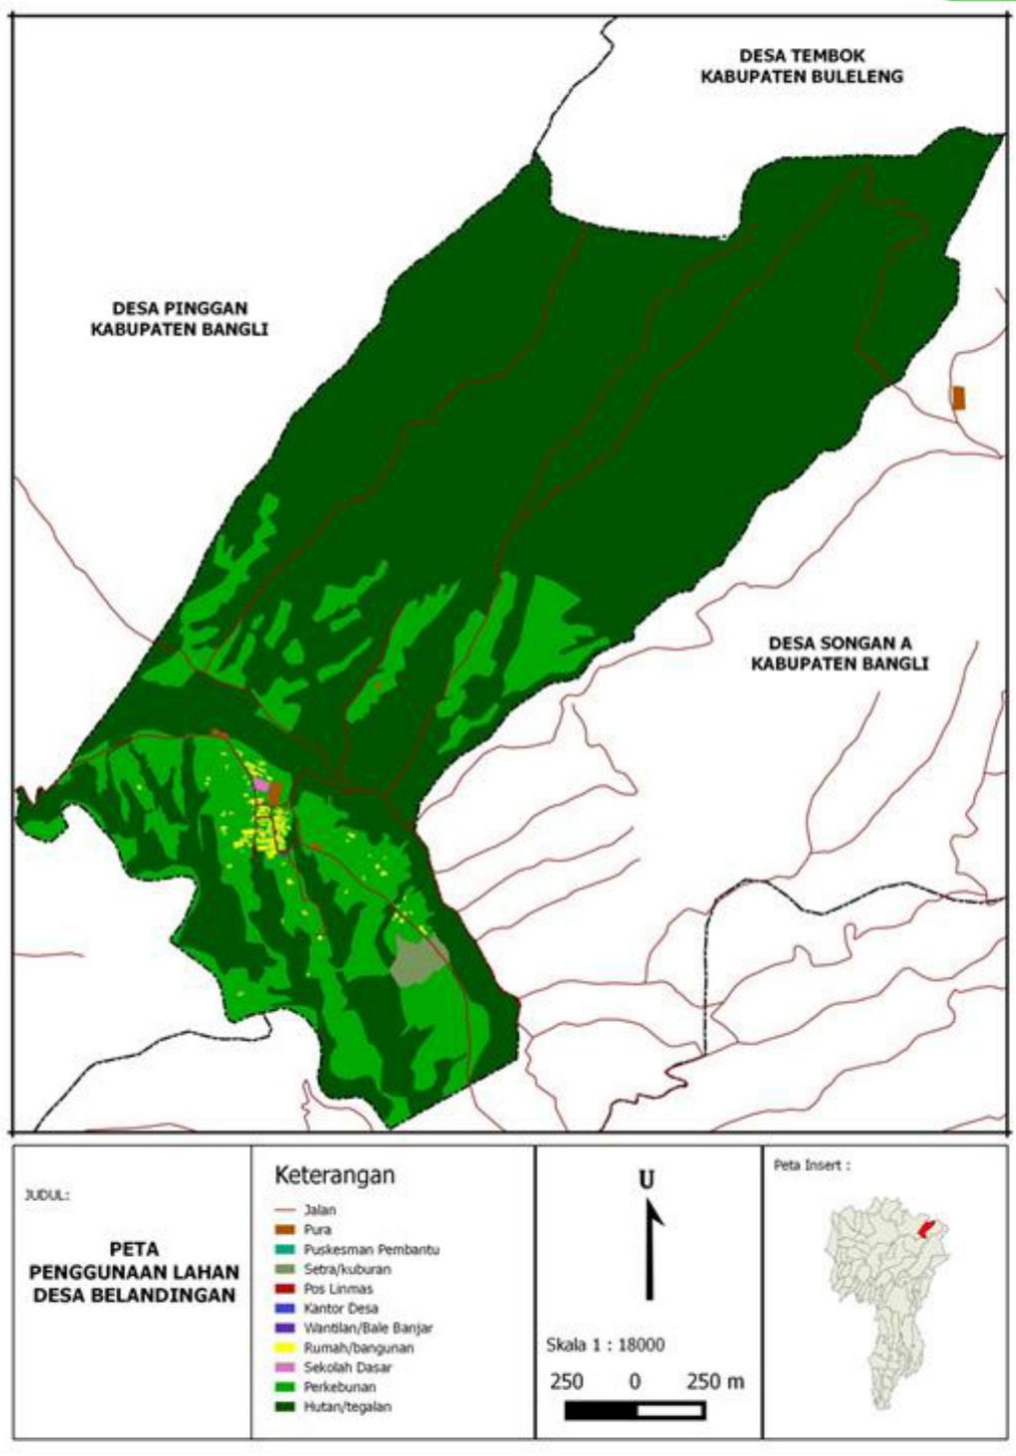 DESA TEMBOK
KABUPATEN BULELENG
DESA PINGGAN
KABUPATEN BANGLI
DESA SONGAN A
KABUPATEN BANGLI
JUDUL:
PETA
PENGGUNAAN LAHAN
DESA BELANDINGAN
Keterangan
Jalan
Pura
Puskesman Pembantu
Setra/kuburan
Pos Linmas
Kantor Desa
Wantilan/Bale Banjar
Rumah/bangunan
Sekolah Dasar
Perkebunan
Hutan/tegalan
U
Skala 1 : 18000
250 0 250 m
Peta Insert :